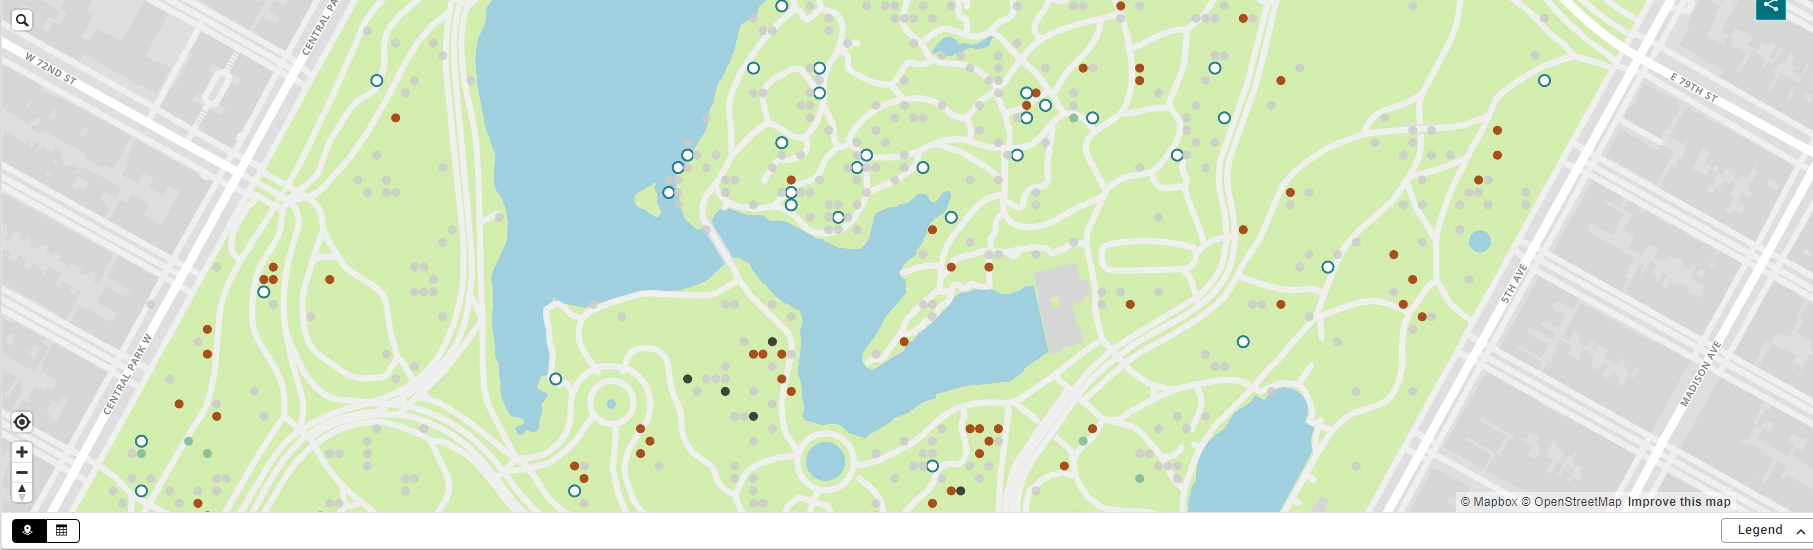 CENTRAL PA
W 72ND ST
E 79TH ST
5TH AVE
CENTRAL PARK W
MADISON AVE
© Mapbox © OpenStreetMap Improve this map
Legend